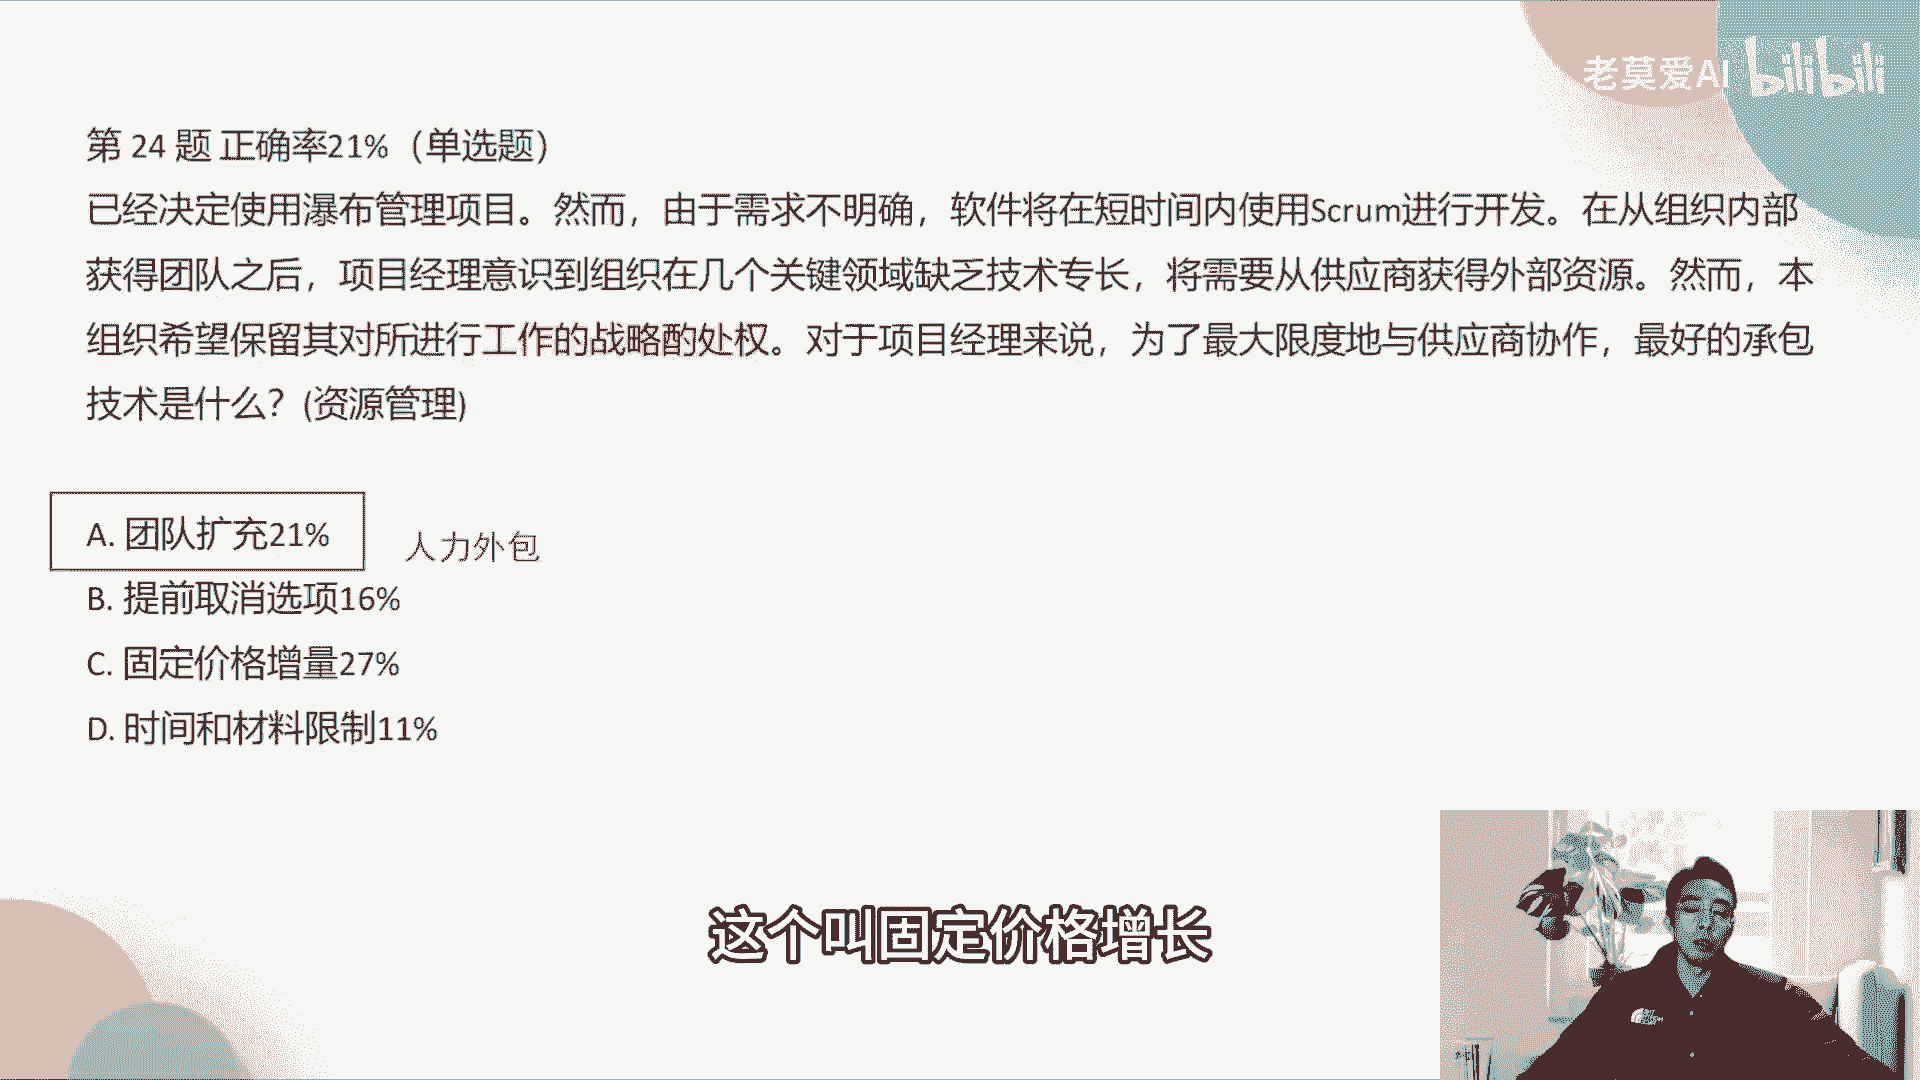 老莫爱AI bilibili
第 24 题 正确率21%（单选题）
已经决定使用瀑布管理项目。然而，由于需求不明确，软件将在短时间内使用Scrum进行开发。在从组织内部
获得团队之后，项目经理意识到组织在几个关键领域缺乏技术专长，将需要从供应商获得外部资源。然而，本
组织希望保留其对所进行工作的战略酌处权。对于项目经理来说，为了最大限度地与供应商协作，最好的承包
技术是什么？(资源管理)
A. 团队扩充21%
人力外包
B. 提前取消选项16%
C. 固定价格增量27%
D. 时间和材料限制11%
这个叫固定价格增长